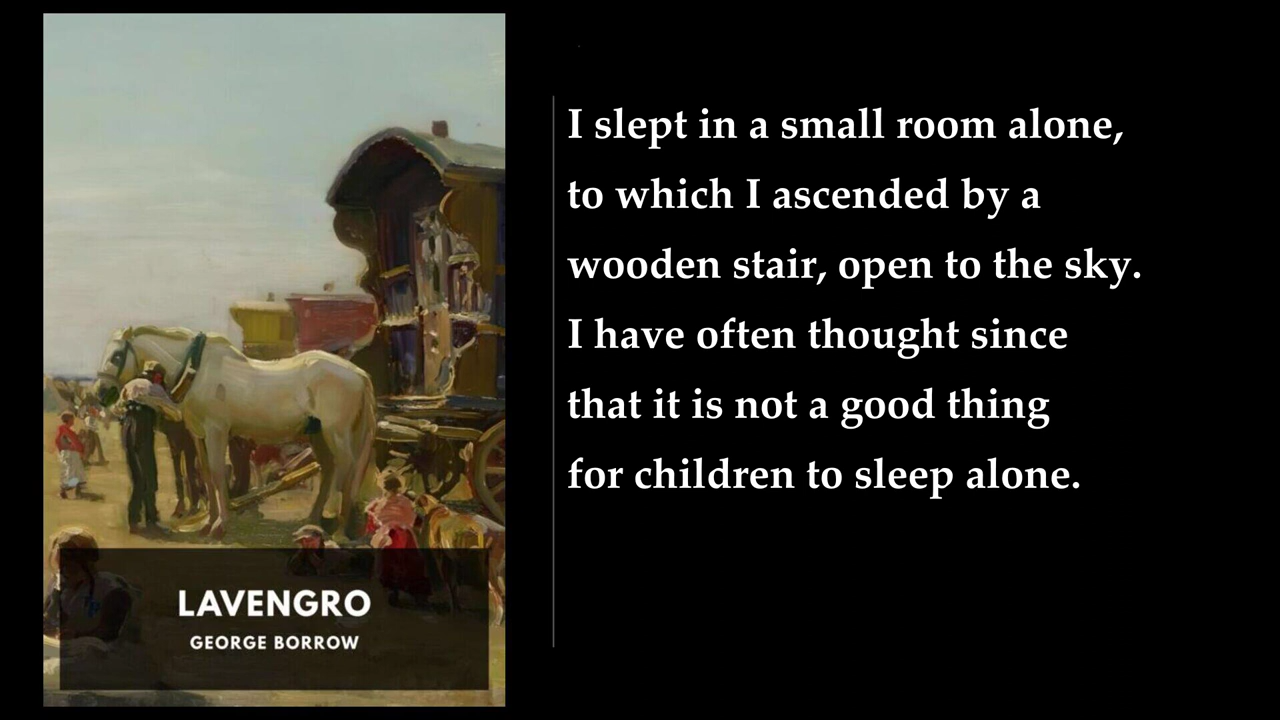 LAVENGRO
GEORGE BORROW
I slept in a small room alone,
to which I ascended by a
wooden stair, open to the sky.
I have often thought since
that it is not a good thing
for children to sleep alone.